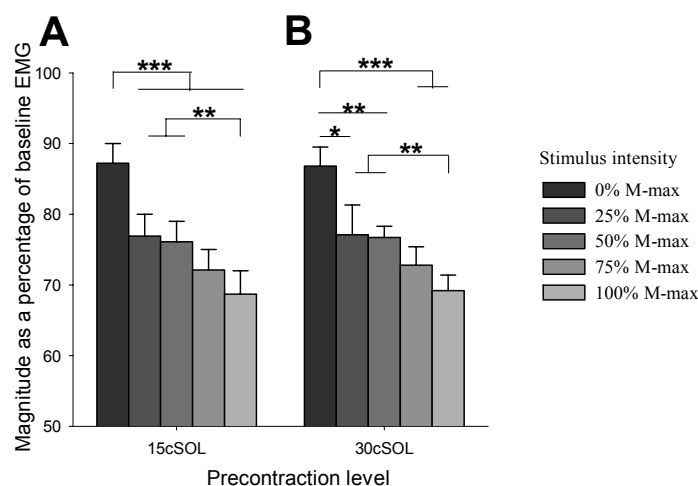 A
B
Magnitude as a percentage of baseline EMG
100
90
80
70
60
50
***
**
***
**
*
**
15cSOL
30cSOL
Precontraction level
Stimulus intensity
0% M-max
25% M-max
50% M-max
75% M-max
100% M-max